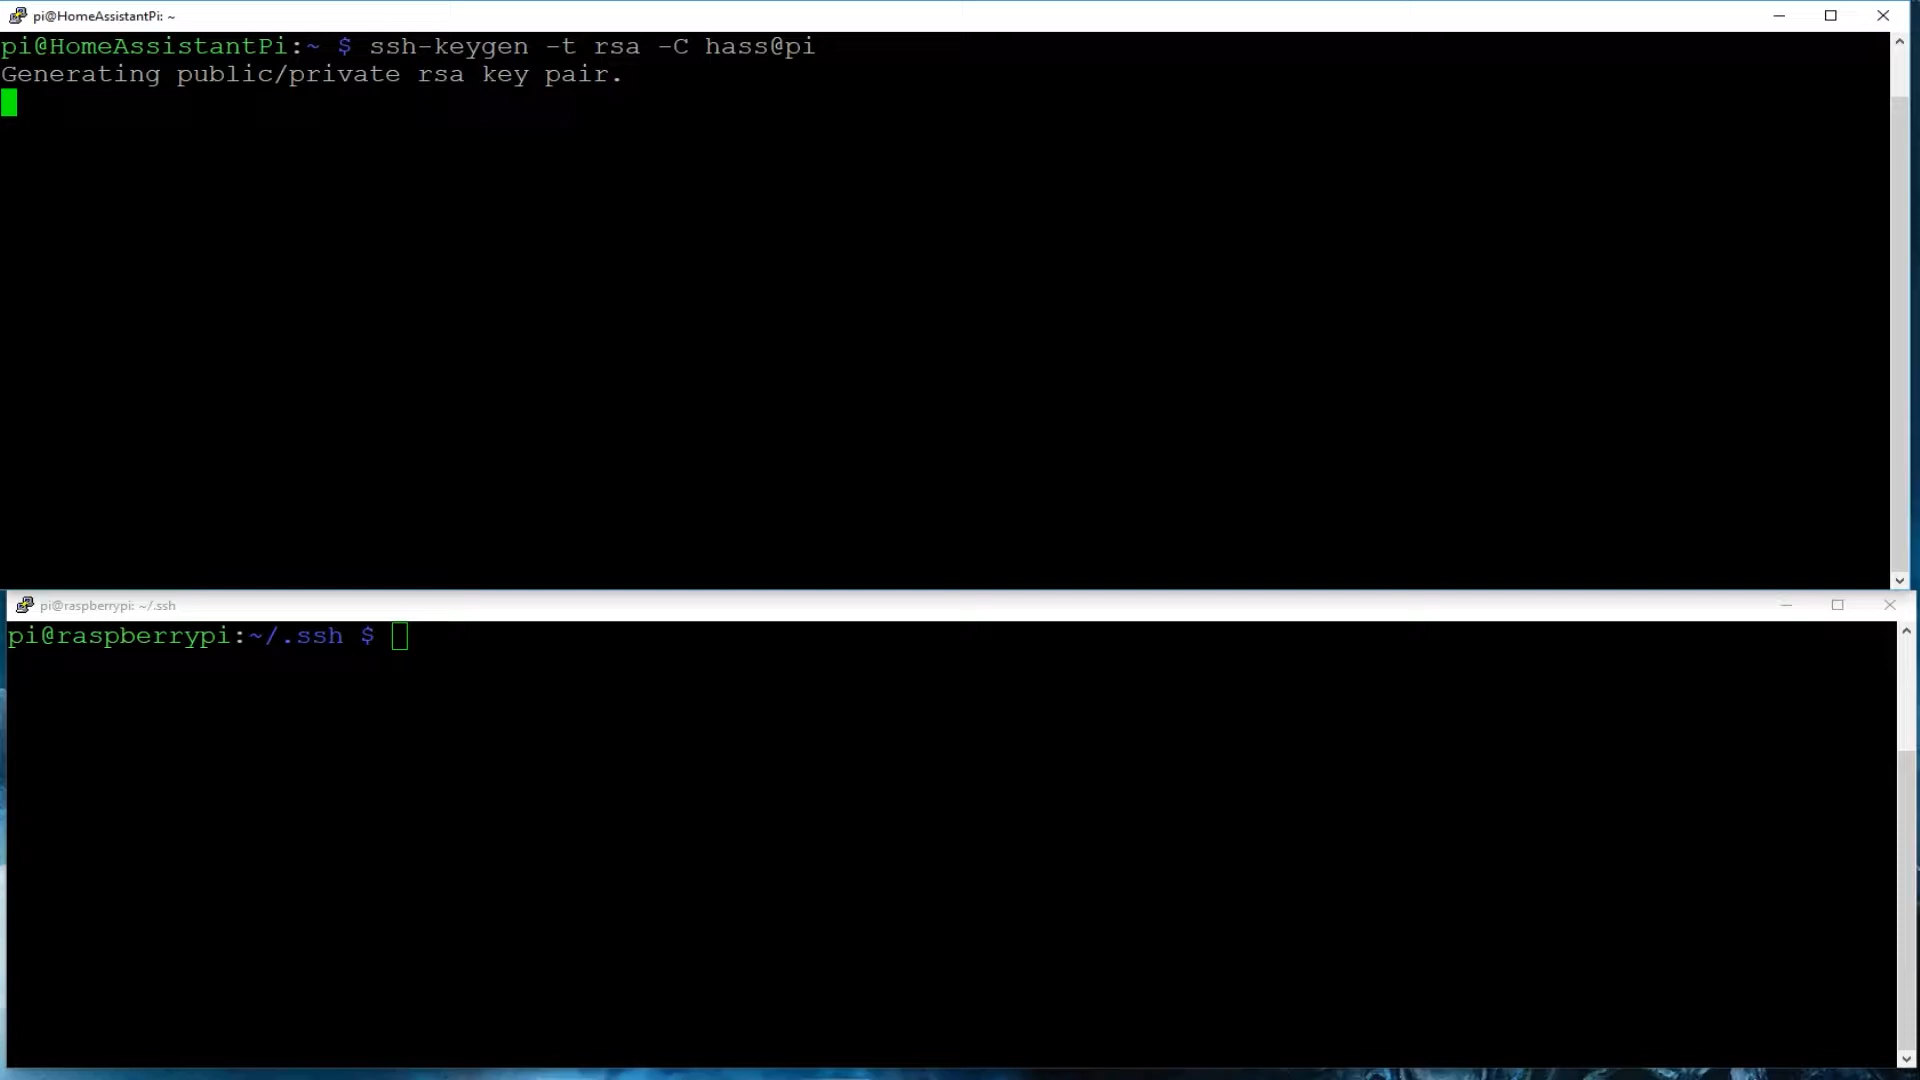 pi@HomeAssistantPi: ~
pi@HomeAssistantPi:~ $ ssh-keygen -t rsa -C hass@pi
Generating public/private rsa key pair.
pi@raspberrypi: ~/.ssh
pi@raspberrypi:~/.ssh $